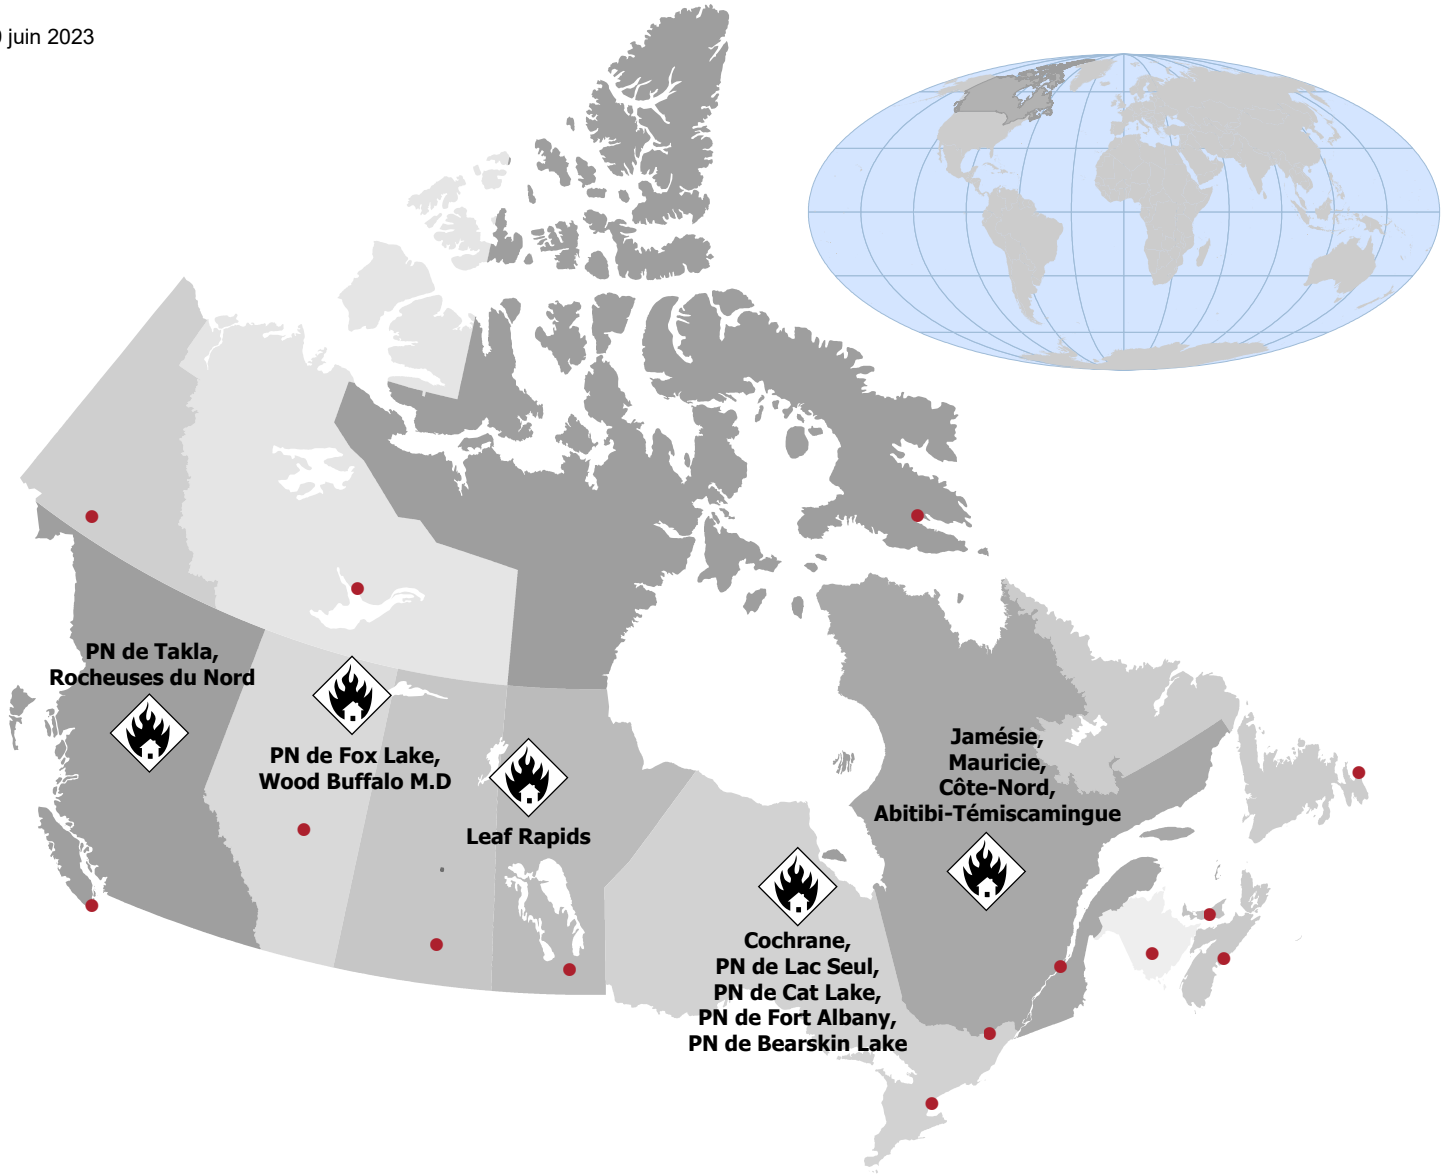 juin 2023
PN de Takla,
Rocheuses du Nord
PN de Fox Lake,
Wood Buffalo M.D
Leaf Rapids
Jamésie,
Mauricie,
Côte-Nord,
Abitibi-Témiscamingue
Cochrane,
PN de Lac Seul,
PN de Cat Lake,
PN de Fort Albany,
PN de Bearskin Lake